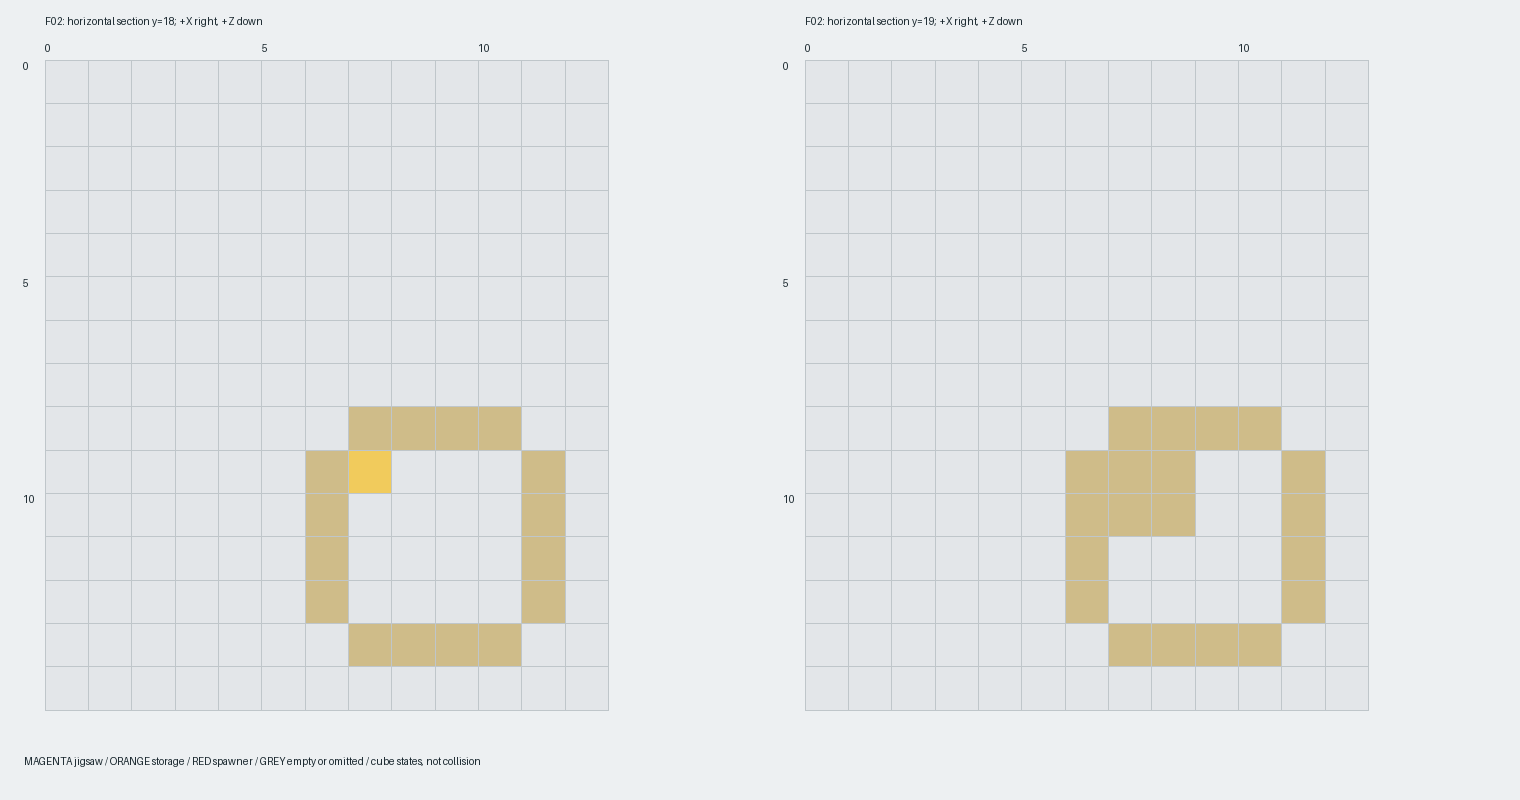 F02: horizontal section y=18; +X right, +Z down
0 5 10
0
5
10
F02: horizontal section y=19; +X right, +Z down
0 5 10
0
5
10
MAGENTA jigsaw / ORANGE storage / RED spawner / GREY empty or omitted / cube states, not collision